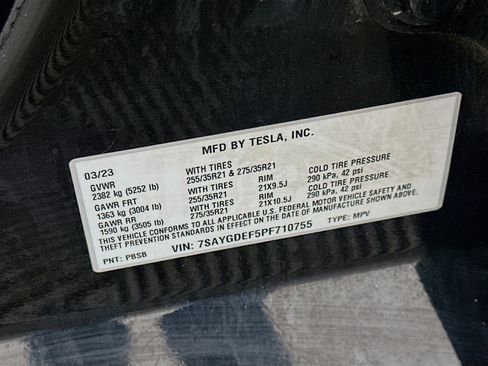 MFD BY TESLA, INC.
03/23
GVWR WITH TIRES COLD TIRE PRESSURE
2382 kg (5252 lb) 255/35R21 & 275/35R21
GAWR FRT WITH TIRES RIM COLD TIRE PRESSURE
1363 kg (3004 lb) 255/35R21 21X9.5J 290 kPa, 42 psi
GAWR RR WITH TIRES RIM COLD TIRE PRESSURE
1590 kg (3505 lb) 275/35R21 21X10.5J 290 kPa, 42 psi
THIS VEHICLE CONFORMS TO ALL APPLICABLE U.S. FEDERAL MOTOR VEHICLE SAFETY AND
THEFT PREVENTION STANDARDS IN EFFECT ON THE DATE OF MANUFACTURE SHOWN ABOVE.
PNT: PBSB VIN: 7SAYGDEF5PF710755 TYPE: MPV